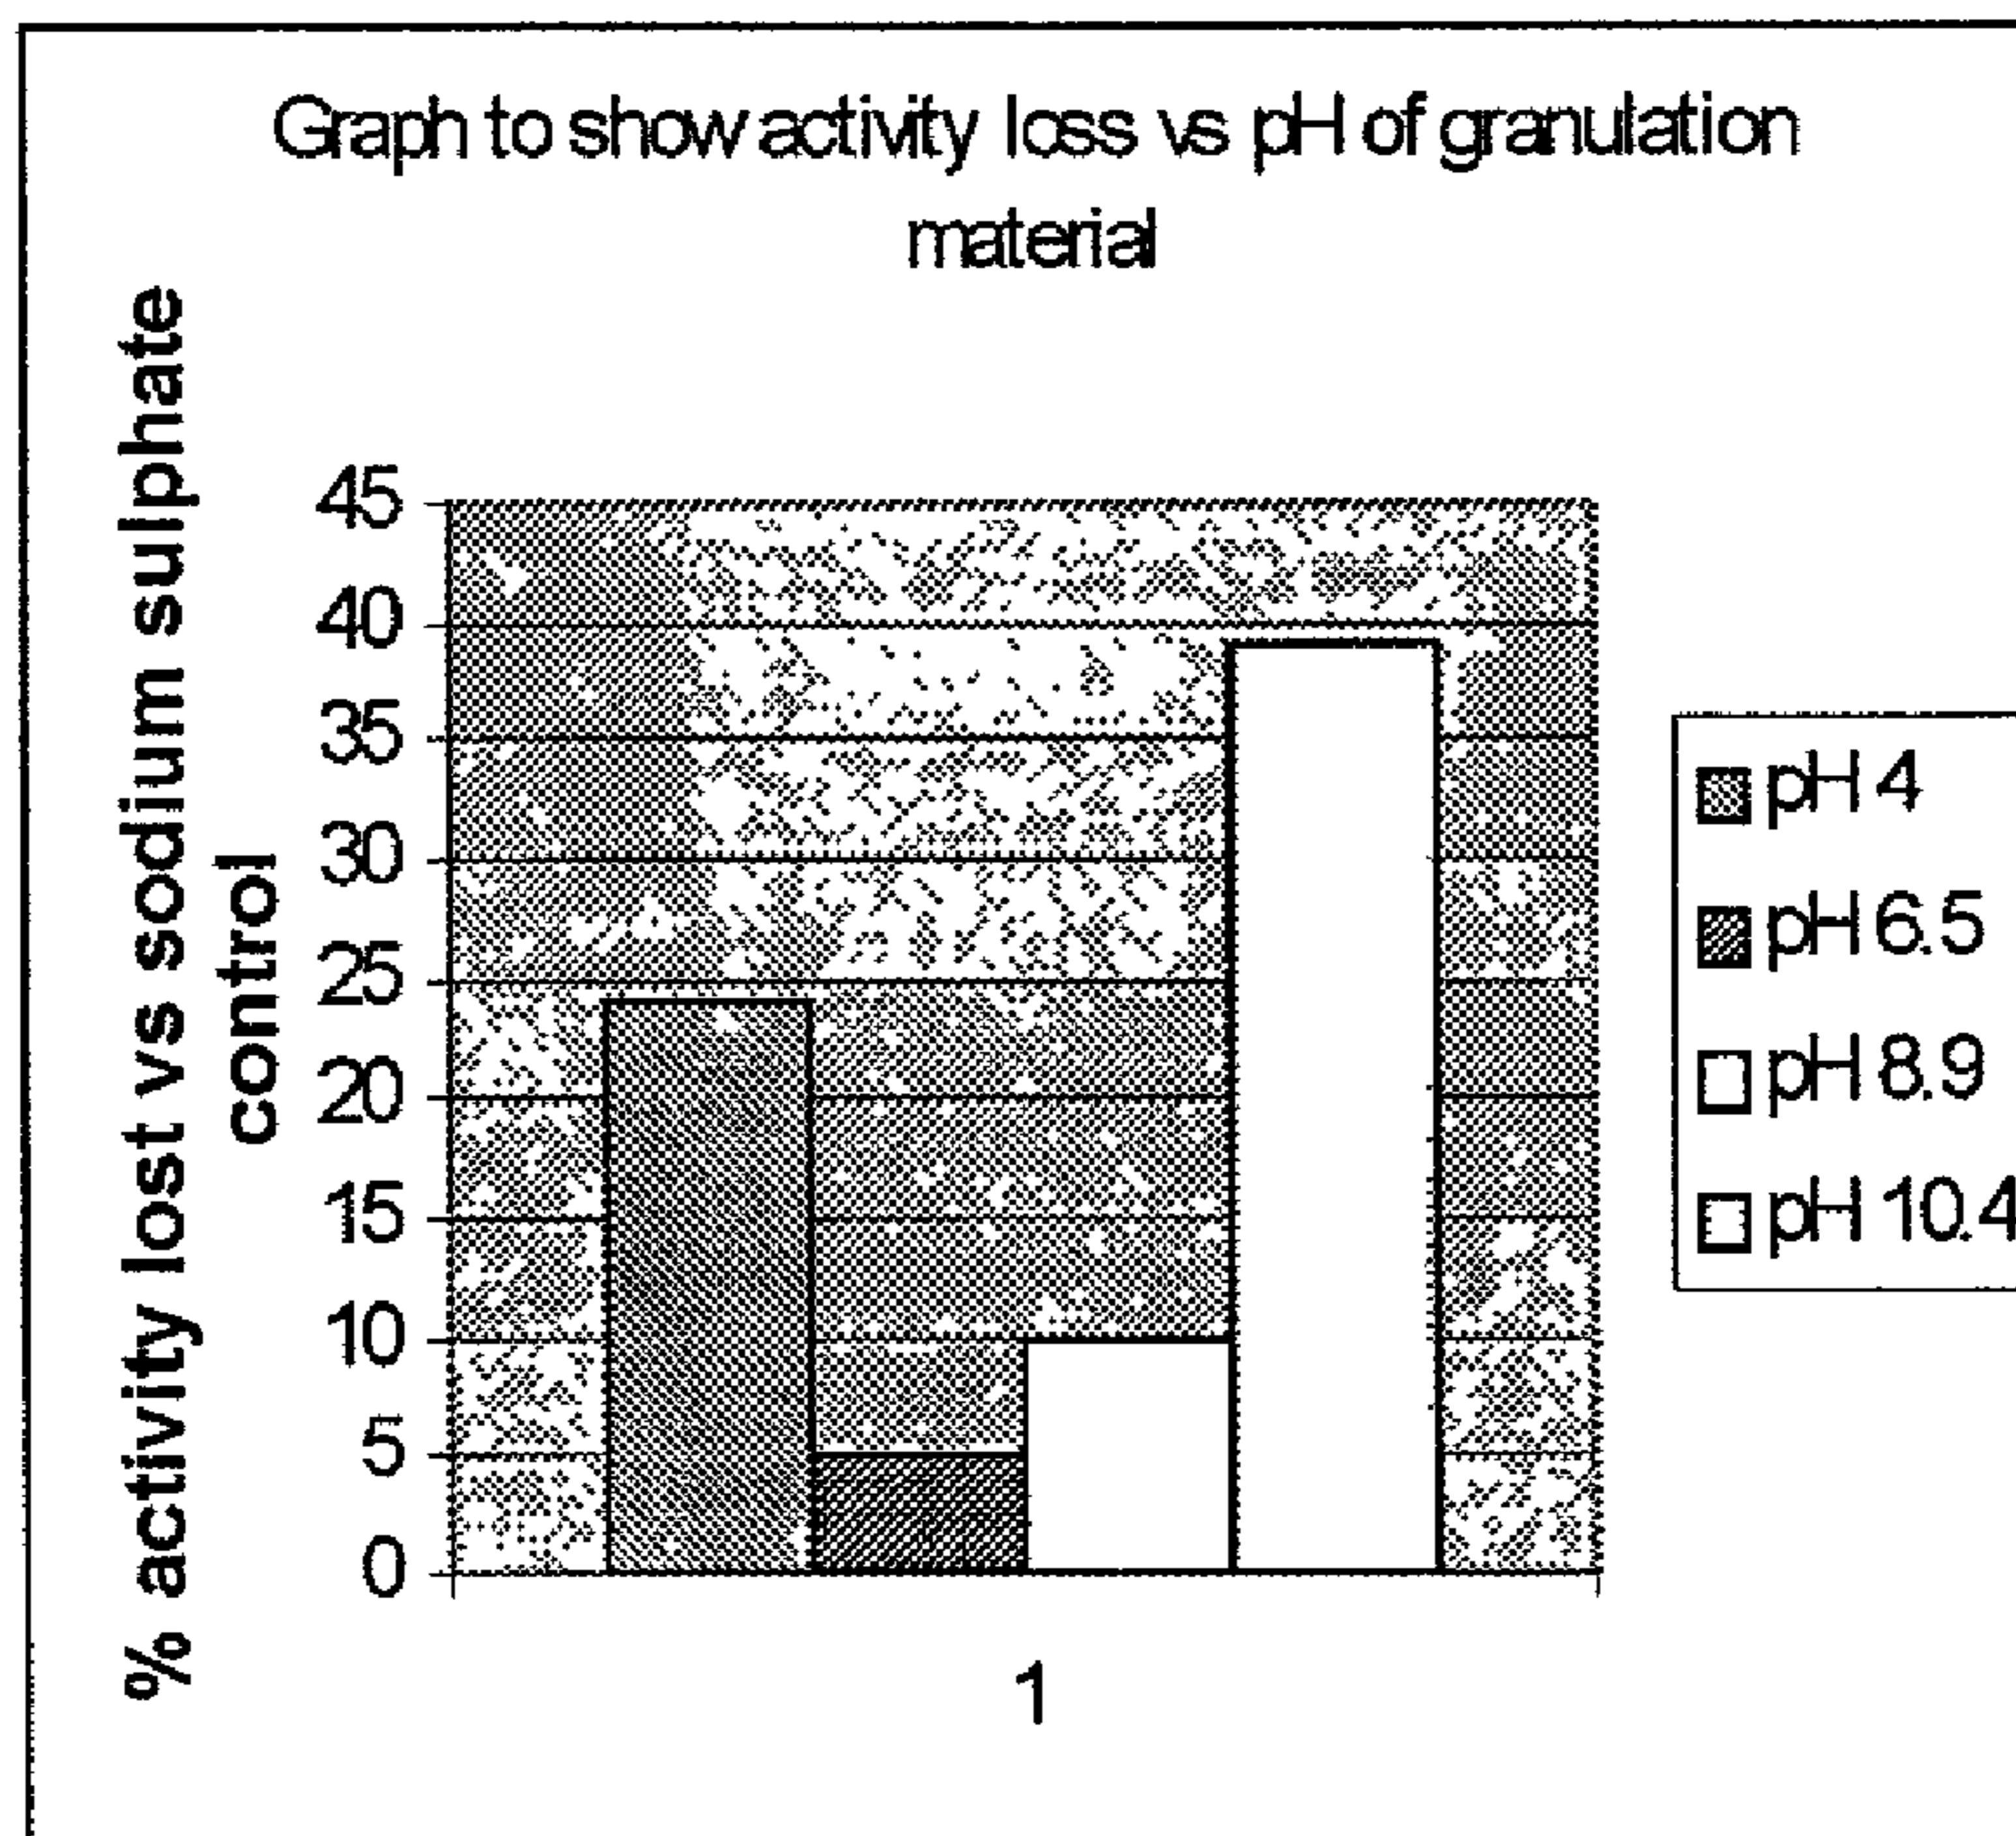 Graph to show activity loss vs pH of granulation
material
% activity lost vs sodium sulphate
control
45
40
35
30
25
20
15
10
5
0
1
pH 4
pH 6.5
pH 8.9
pH 10.4